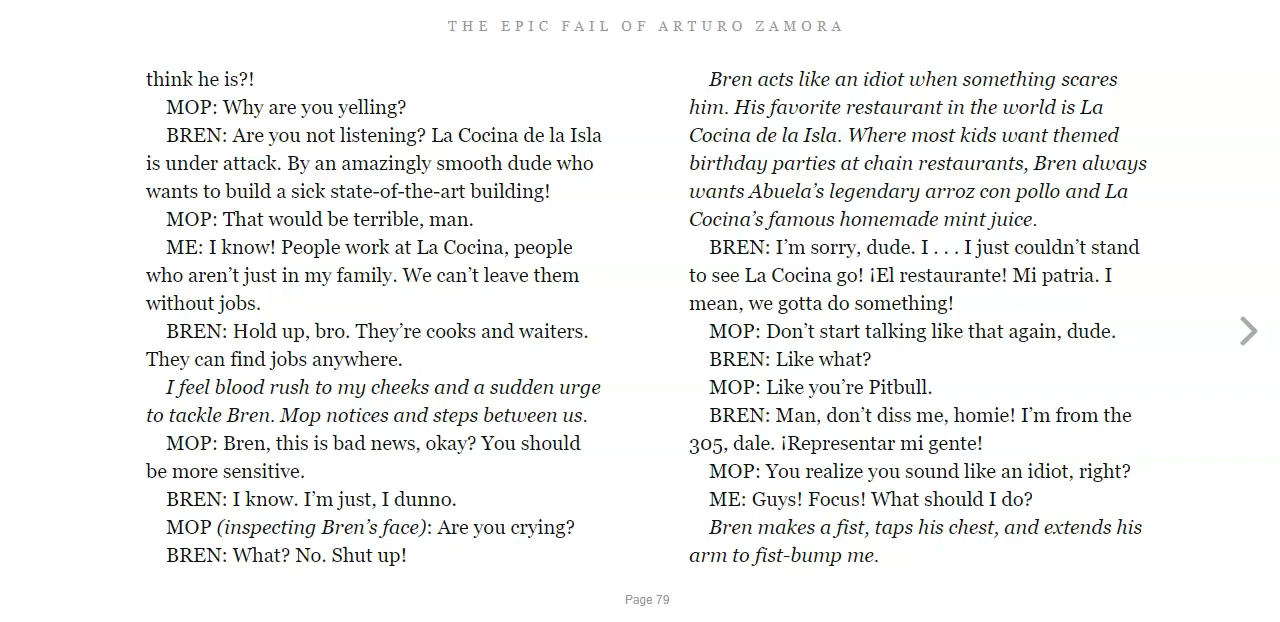 THE EPIC FAIL OF ARTURO ZAMORA
think he is?!
MOP: Why are you yelling?
BREN: Are you not listening? La Cocina de la Isla
is under attack. By an amazingly smooth dude who
wants to build a sick state-of-the-art building!
MOP: That would be terrible, man.
ME: I know! People work at La Cocina, people
who aren’t just in my family. We can’t leave them
without jobs.
BREN: Hold up, bro. They’re cooks and waiters.
They can find jobs anywhere.
I feel blood rush to my cheeks and a sudden urge
to tackle Bren. Mop notices and steps between us.
MOP: Bren, this is bad news, okay? You should
be more sensitive.
BREN: I know. I’m just, I dunno.
MOP (inspecting Bren’s face): Are you crying?
BREN: What? No. Shut up!
Bren acts like an idiot when something scares
him. His favorite restaurant in the world is La
Cocina de la Isla. Where most kids want themed
birthday parties at chain restaurants, Bren always
wants Abuela’s legendary arroz con pollo and La
Cocina’s famous homemade mint juice.
BREN: I’m sorry, dude. I . . . I just couldn’t stand
to see La Cocina go! ¡El restaurante! Mi patria. I
mean, we gotta do something!
MOP: Don’t start talking like that again, dude.
BREN: Like what?
MOP: Like you’re Pitbull.
BREN: Man, don’t diss me, homie! I’m from the
305, dale. ¡Representar mi gente!
MOP: You realize you sound like an idiot, right?
ME: Guys! Focus! What should I do?
Bren makes a fist, taps his chest, and extends his
arm to fist-bump me.
Page 79